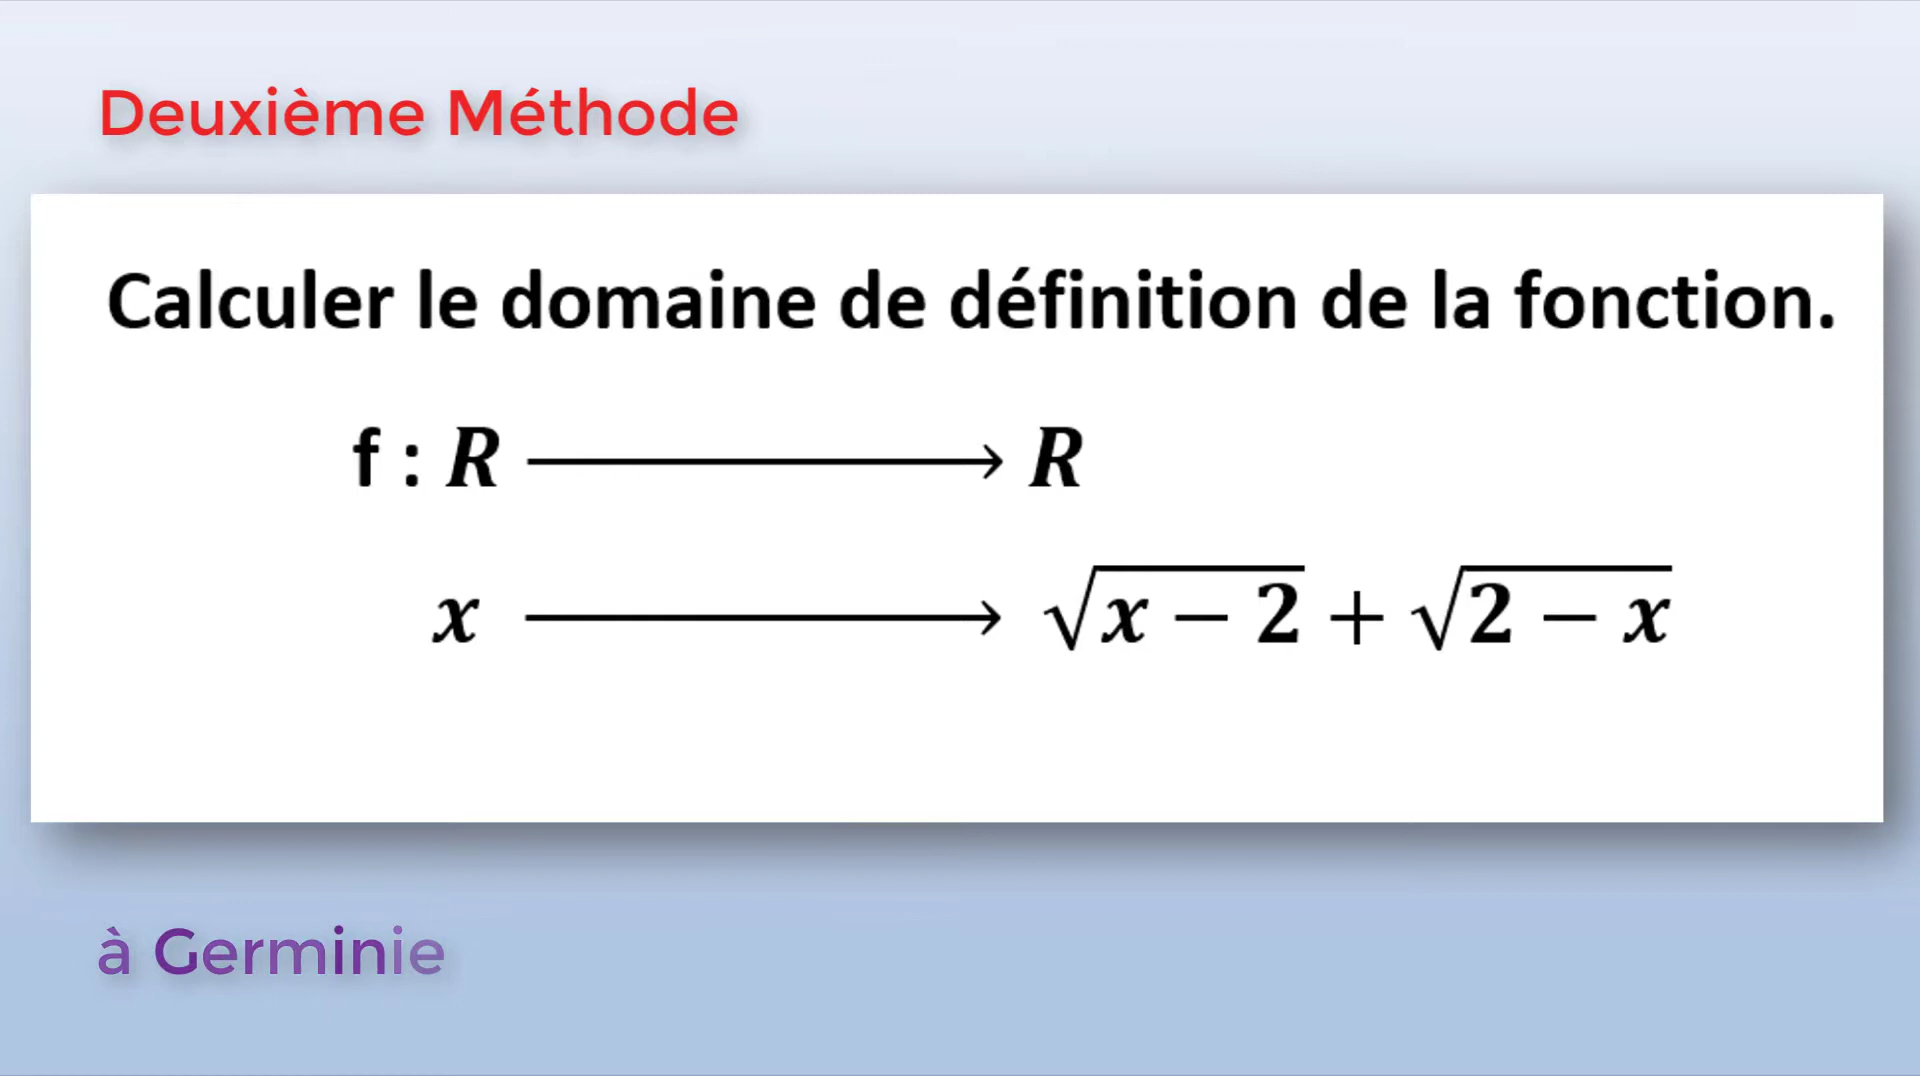 Deuxième Méthode
Calculer le domaine de définition de la fonction.
f : R ⟶ R
x ⟶ √(x − 2) + √(2 − x)
à Germinie